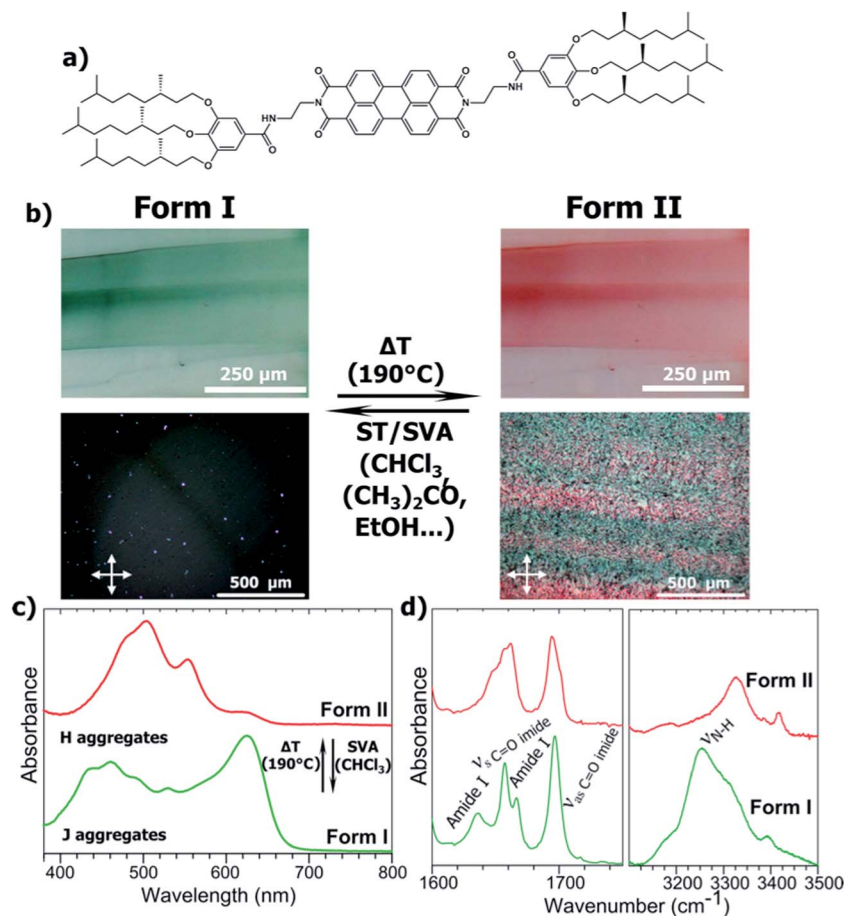 a)
O
O
O
O
O
O
O
O
O
O
O
O
HN
NH
N
N
b)
Form I
Form II
250 µm
250 µm
ΔT
(190°C)
ST/SVA
(CHCl3,
(CH3)2CO,
EtOH...)
500 µm
500 µm
c)
Absorbance
Form II
H aggregates
ΔT
(190°C)
SVA
(CHCl3)
J aggregates
Form I
400 500 600 700 800
Wavelength (nm)
d)
Absorbance
Amide I
νs C=O imide
Amide I
νas C=O imide
Form II
νN-H
Form I
1600 1700 3200 3300 3400 3500
Wavenumber (cm-1)